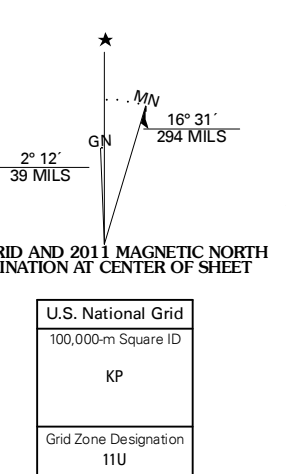 ★
MN
GN
16° 31´
294 MILS
2° 12´
39 MILS
RID AND 2011 MAGNETIC NORTH
INATION AT CENTER OF SHEET
U.S. National Grid
100,000-m Square ID
KP
Grid Zone Designation
11U